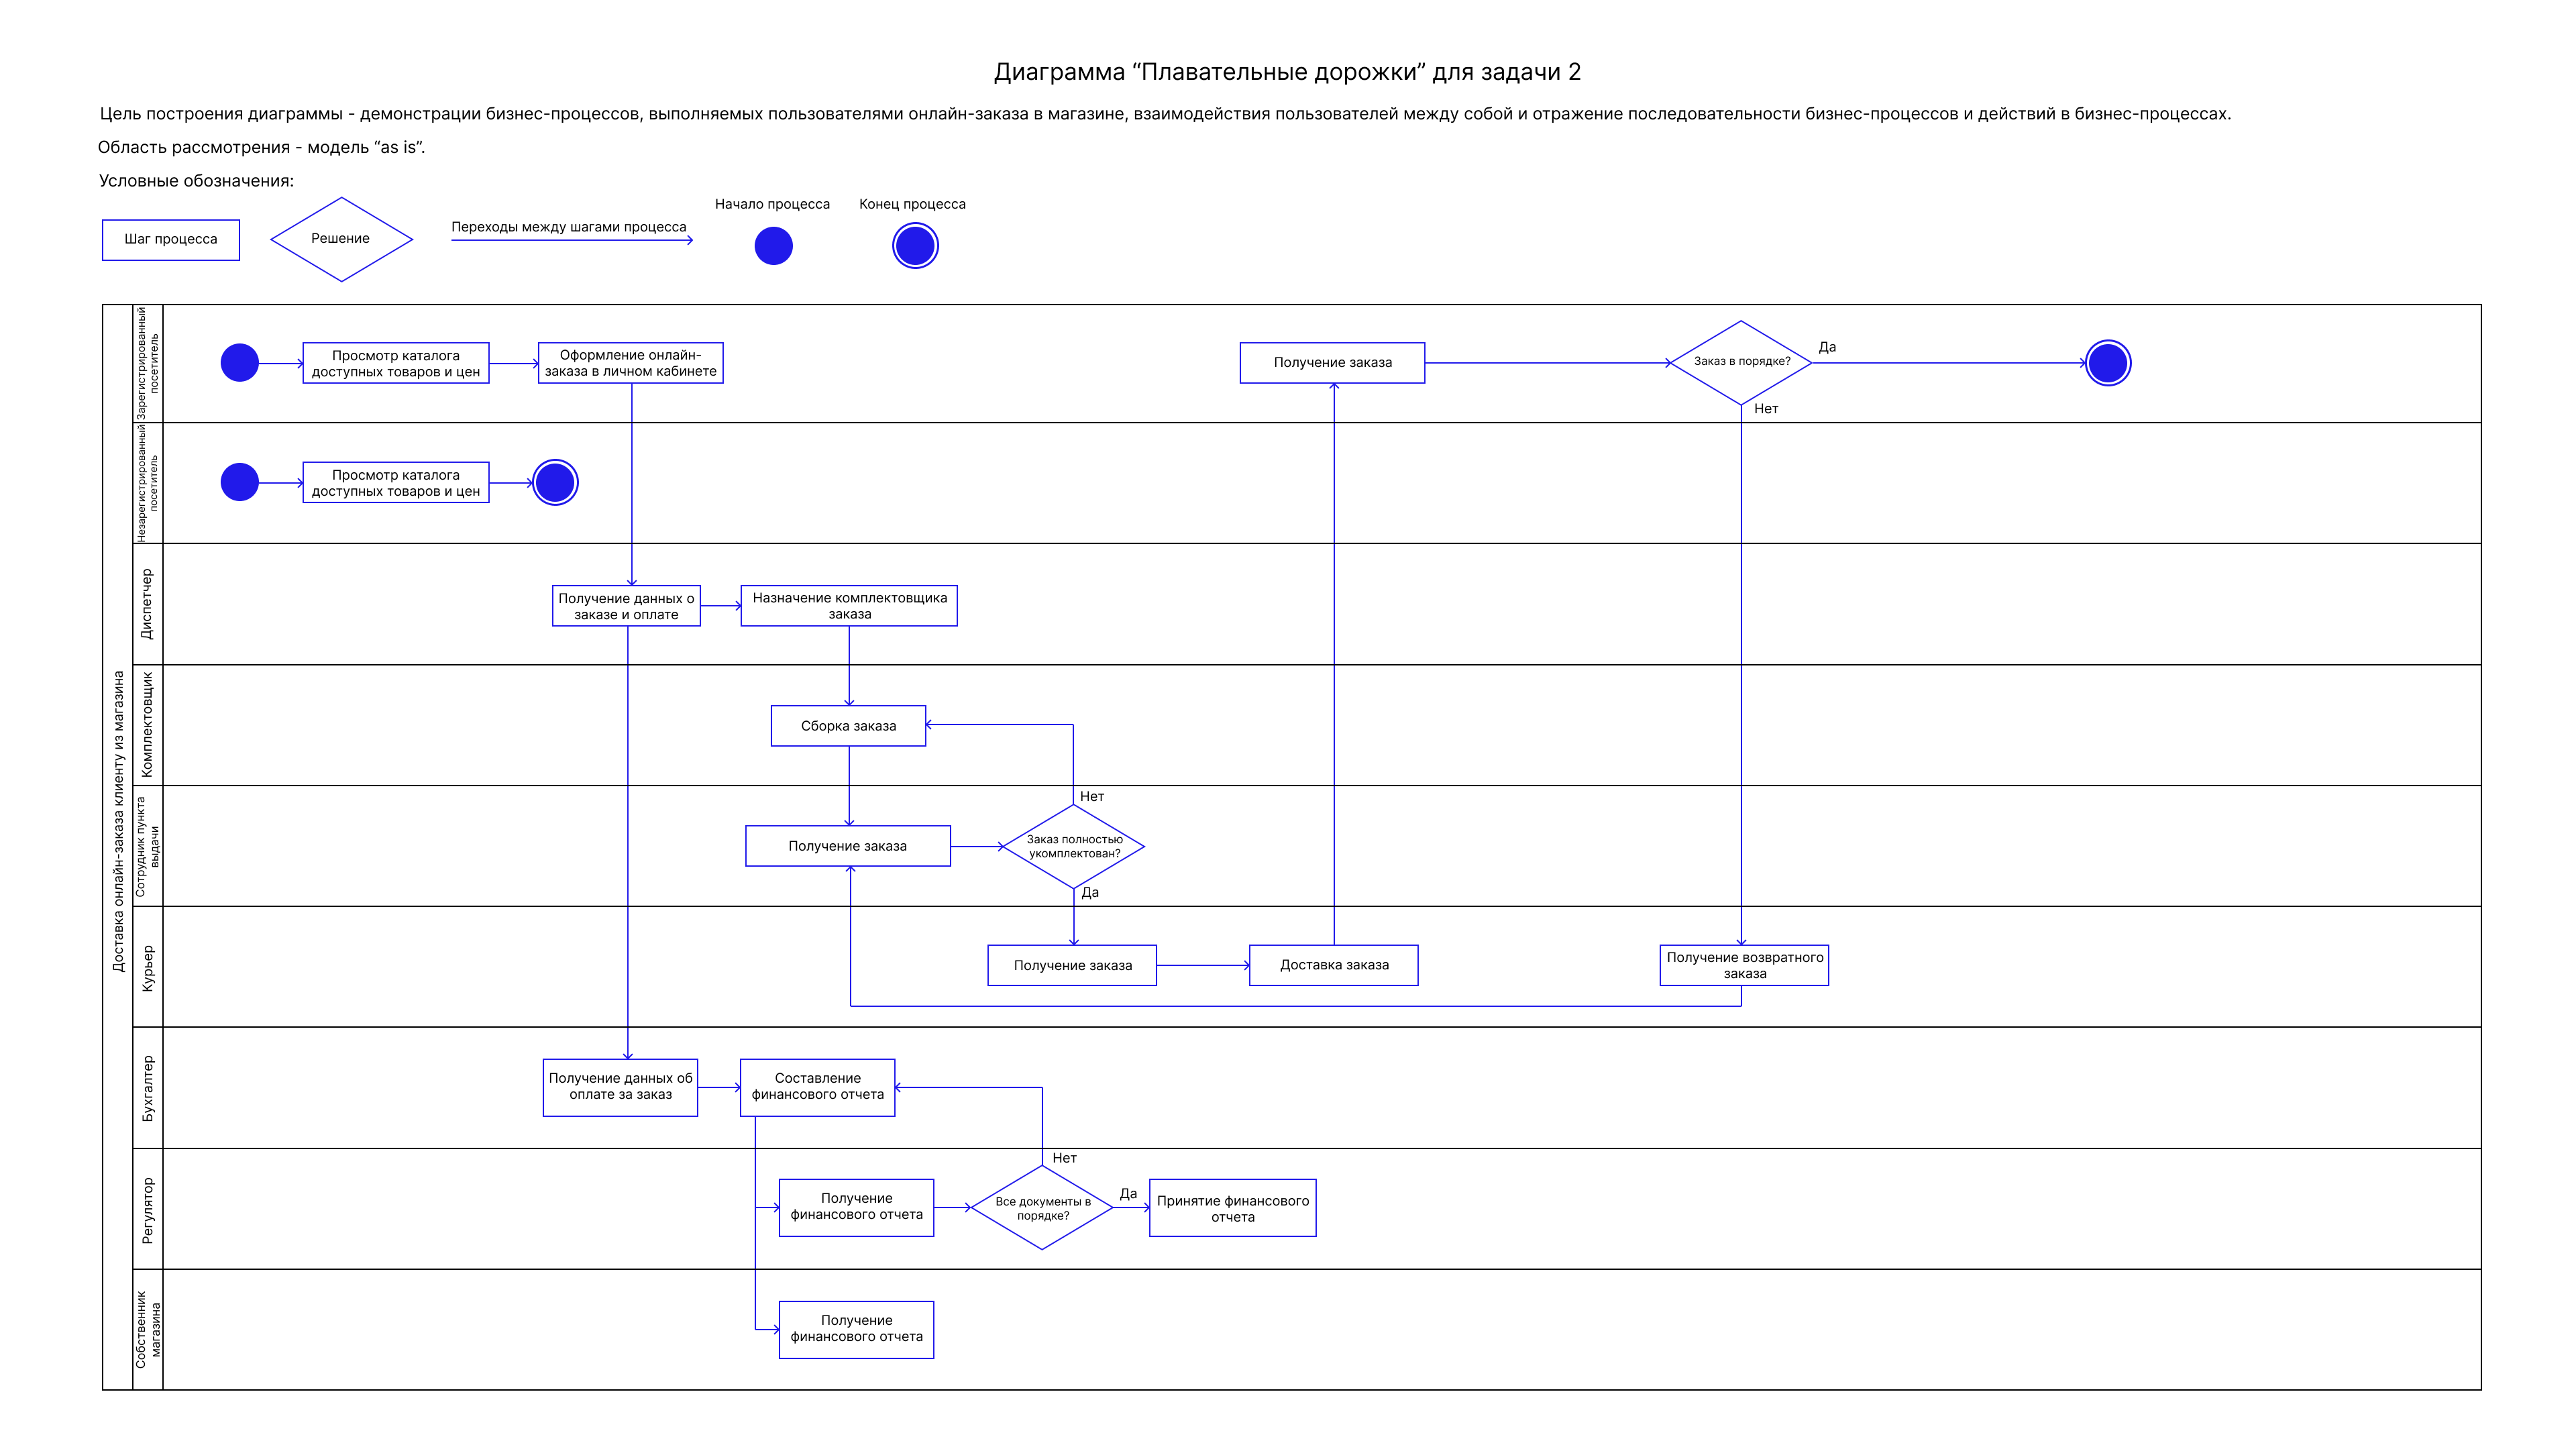 Диаграмма “Плавательные дорожки” для задачи 2
Цель построения диаграммы - демонстрации бизнес-процессов, выполняемых пользователями онлайн-заказа в магазине, взаимодействия пользователей между собой и отражение последовательности бизнес-процессов и действий в бизнес-процессах.
Область рассмотрения - модель “as is”.
Условные обозначения:
Шаг процесса
Решение
Переходы между шагами процесса
Начало процесса
Конец процесса
Доставка онлайн-заказа клиенту из магазина
Зарегистрированный
посетитель
Просмотр каталога
доступных товаров и цен
Оформление онлайн-
заказа в личном кабинете
Получение заказа
Заказ в порядке?
Да
Нет
Незарегистрированный
посетитель
Просмотр каталога
доступных товаров и цен
Диспетчер
Получение данных о
заказе и оплате
Назначение комплектовщика
заказа
Комплектовщик
Сборка заказа
Сотрудник пункта
выдачи
Получение заказа
Заказ полностью
укомплектован?
Нет
Да
Курьер
Получение заказа
Доставка заказа
Получение возвратного
заказа
Бухгалтер
Получение данных об
оплате за заказ
Составление
финансового отчета
Регулятор
Получение
финансового отчета
Все документы в
порядке?
Нет
Да
Принятие финансового
отчета
Собственник
магазина
Получение
финансового отчета